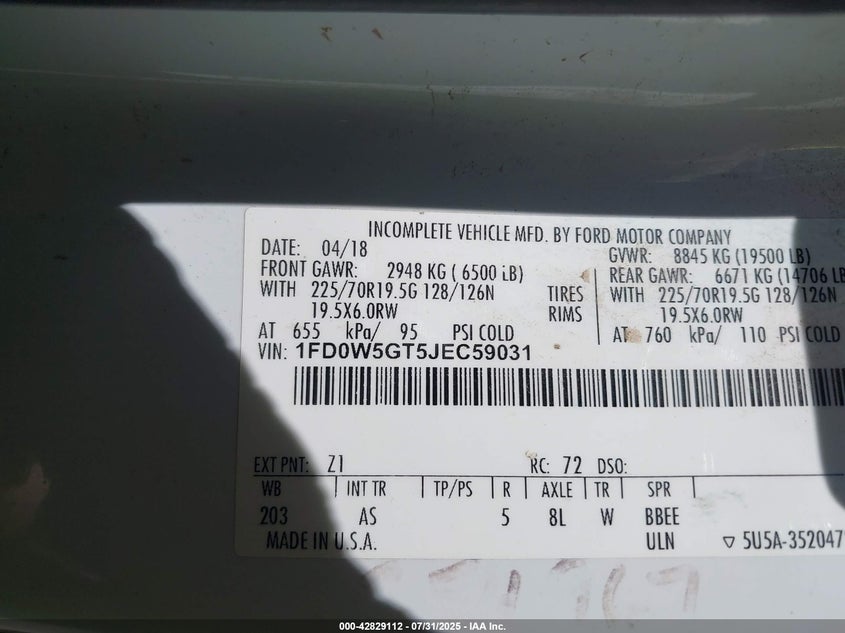 INCOMPLETE VEHICLE MFD. BY FORD MOTOR COMPANY
DATE: 04/18 GVWR: 8845 KG (19500 LB)
FRONT GAWR: 2948 KG ( 6500 LB) REAR GAWR: 6671 KG (14706 LB
WITH 225/70R19.5G 128/126N TIRES WITH 225/70R19.5G 128/126N
19.5X6.0RW RIMS 19.5X6.0RW
AT 655 kPa/ 95 PSI COLD AT 760 kPa/ 110 PSI COLD
VIN: 1FD0W5GT5JEC59031
EXT PNT: Z1 RC: 72 DSO:
WB INT TR TP/PS R AXLE TR SPR
203 AS 5 8L W BBEE
MADE IN U.S.A. ULN ▽ 5U5A-352047
000-42829112 - 07/31/2025 - IAA Inc.